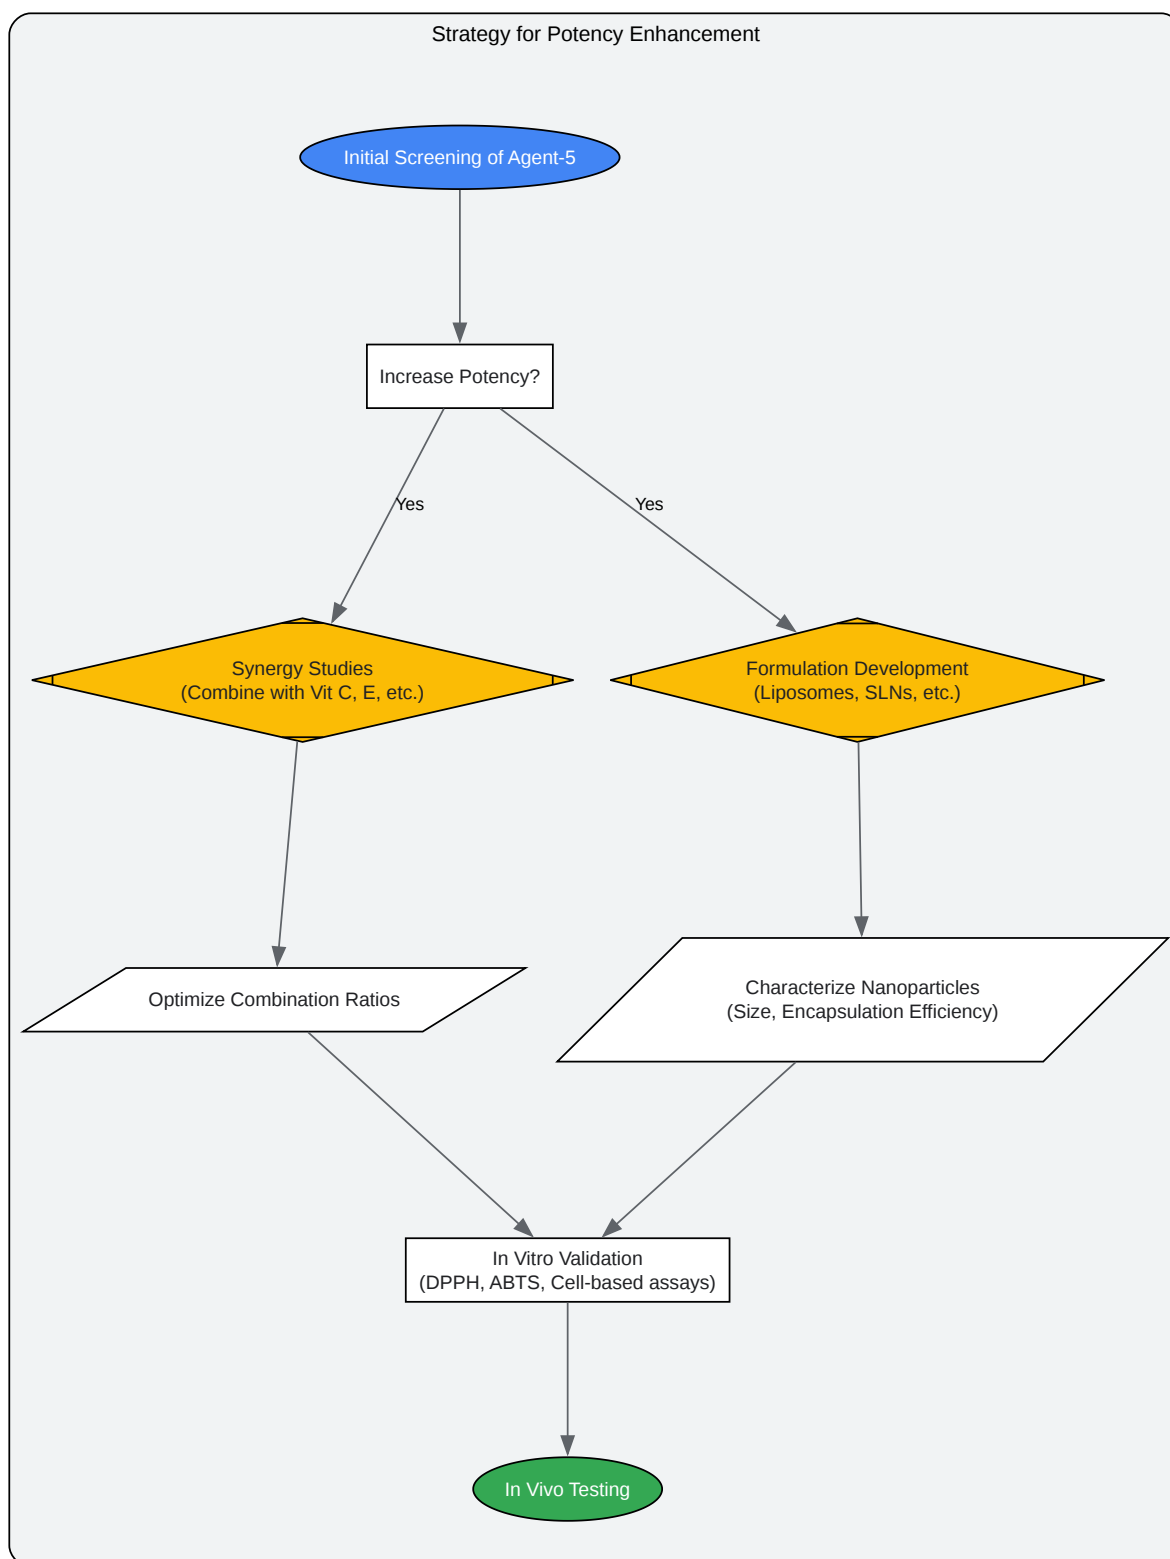 Strategy for Potency Enhancement
Initial Screening of Agent-5
Increase Potency?
Yes
Yes
Synergy Studies
(Combine with Vit C, E, etc.)
Formulation Development
(Liposomes, SLNs, etc.)
Optimize Combination Ratios
Characterize Nanoparticles
(Size, Encapsulation Efficiency)
In Vitro Validation
(DPPH, ABTS, Cell-based assays)
In Vivo Testing